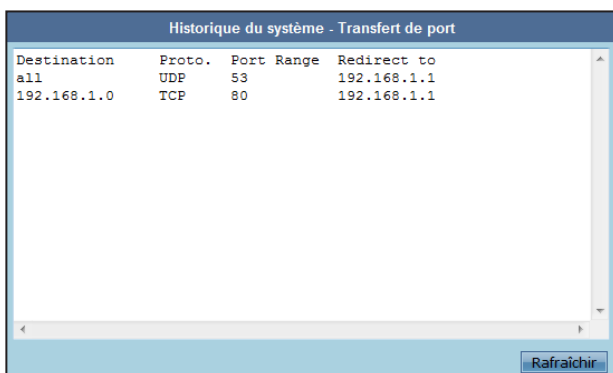 Historique du système - Transfert de port
Destination Proto. Port Range Redirect to
all UDP 53 192.168.1.1
192.168.1.0 TCP 80 192.168.1.1
Rafraîchir